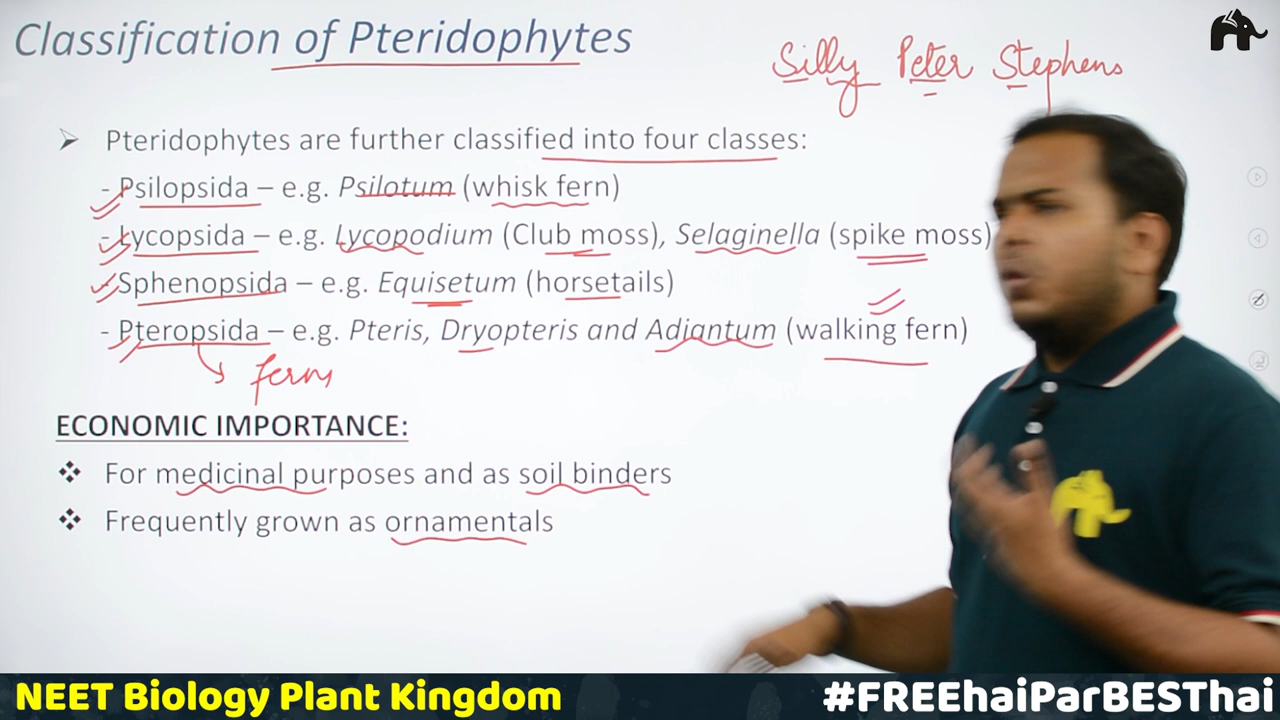 Classification of Pteridophytes
Silly Peter Stephens
➢ Pteridophytes are further classified into four classes:
- Psilopsida – e.g. Psilotum (whisk fern)
- Lycopsida – e.g. Lycopodium (Club moss), Selaginella (spike moss)
- Sphenopsida – e.g. Equisetum (horsetails)
- Pteropsida – e.g. Pteris, Dryopteris and Adiantum (walking fern)
ferns
ECONOMIC IMPORTANCE:
❖ For medicinal purposes and as soil binders
❖ Frequently grown as ornamentals
NEET Biology Plant Kingdom
#FREEhaiParBESThai